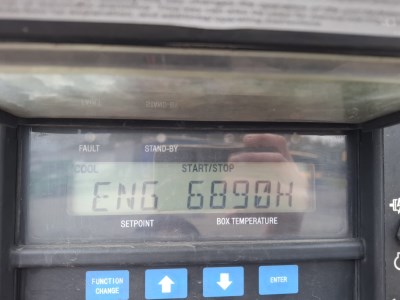 FAULT STAND-BY
COOL START/STOP
ENG 6890H
SETPOINT BOX TEMPERATURE
FUNCTION CHANGE ENTER